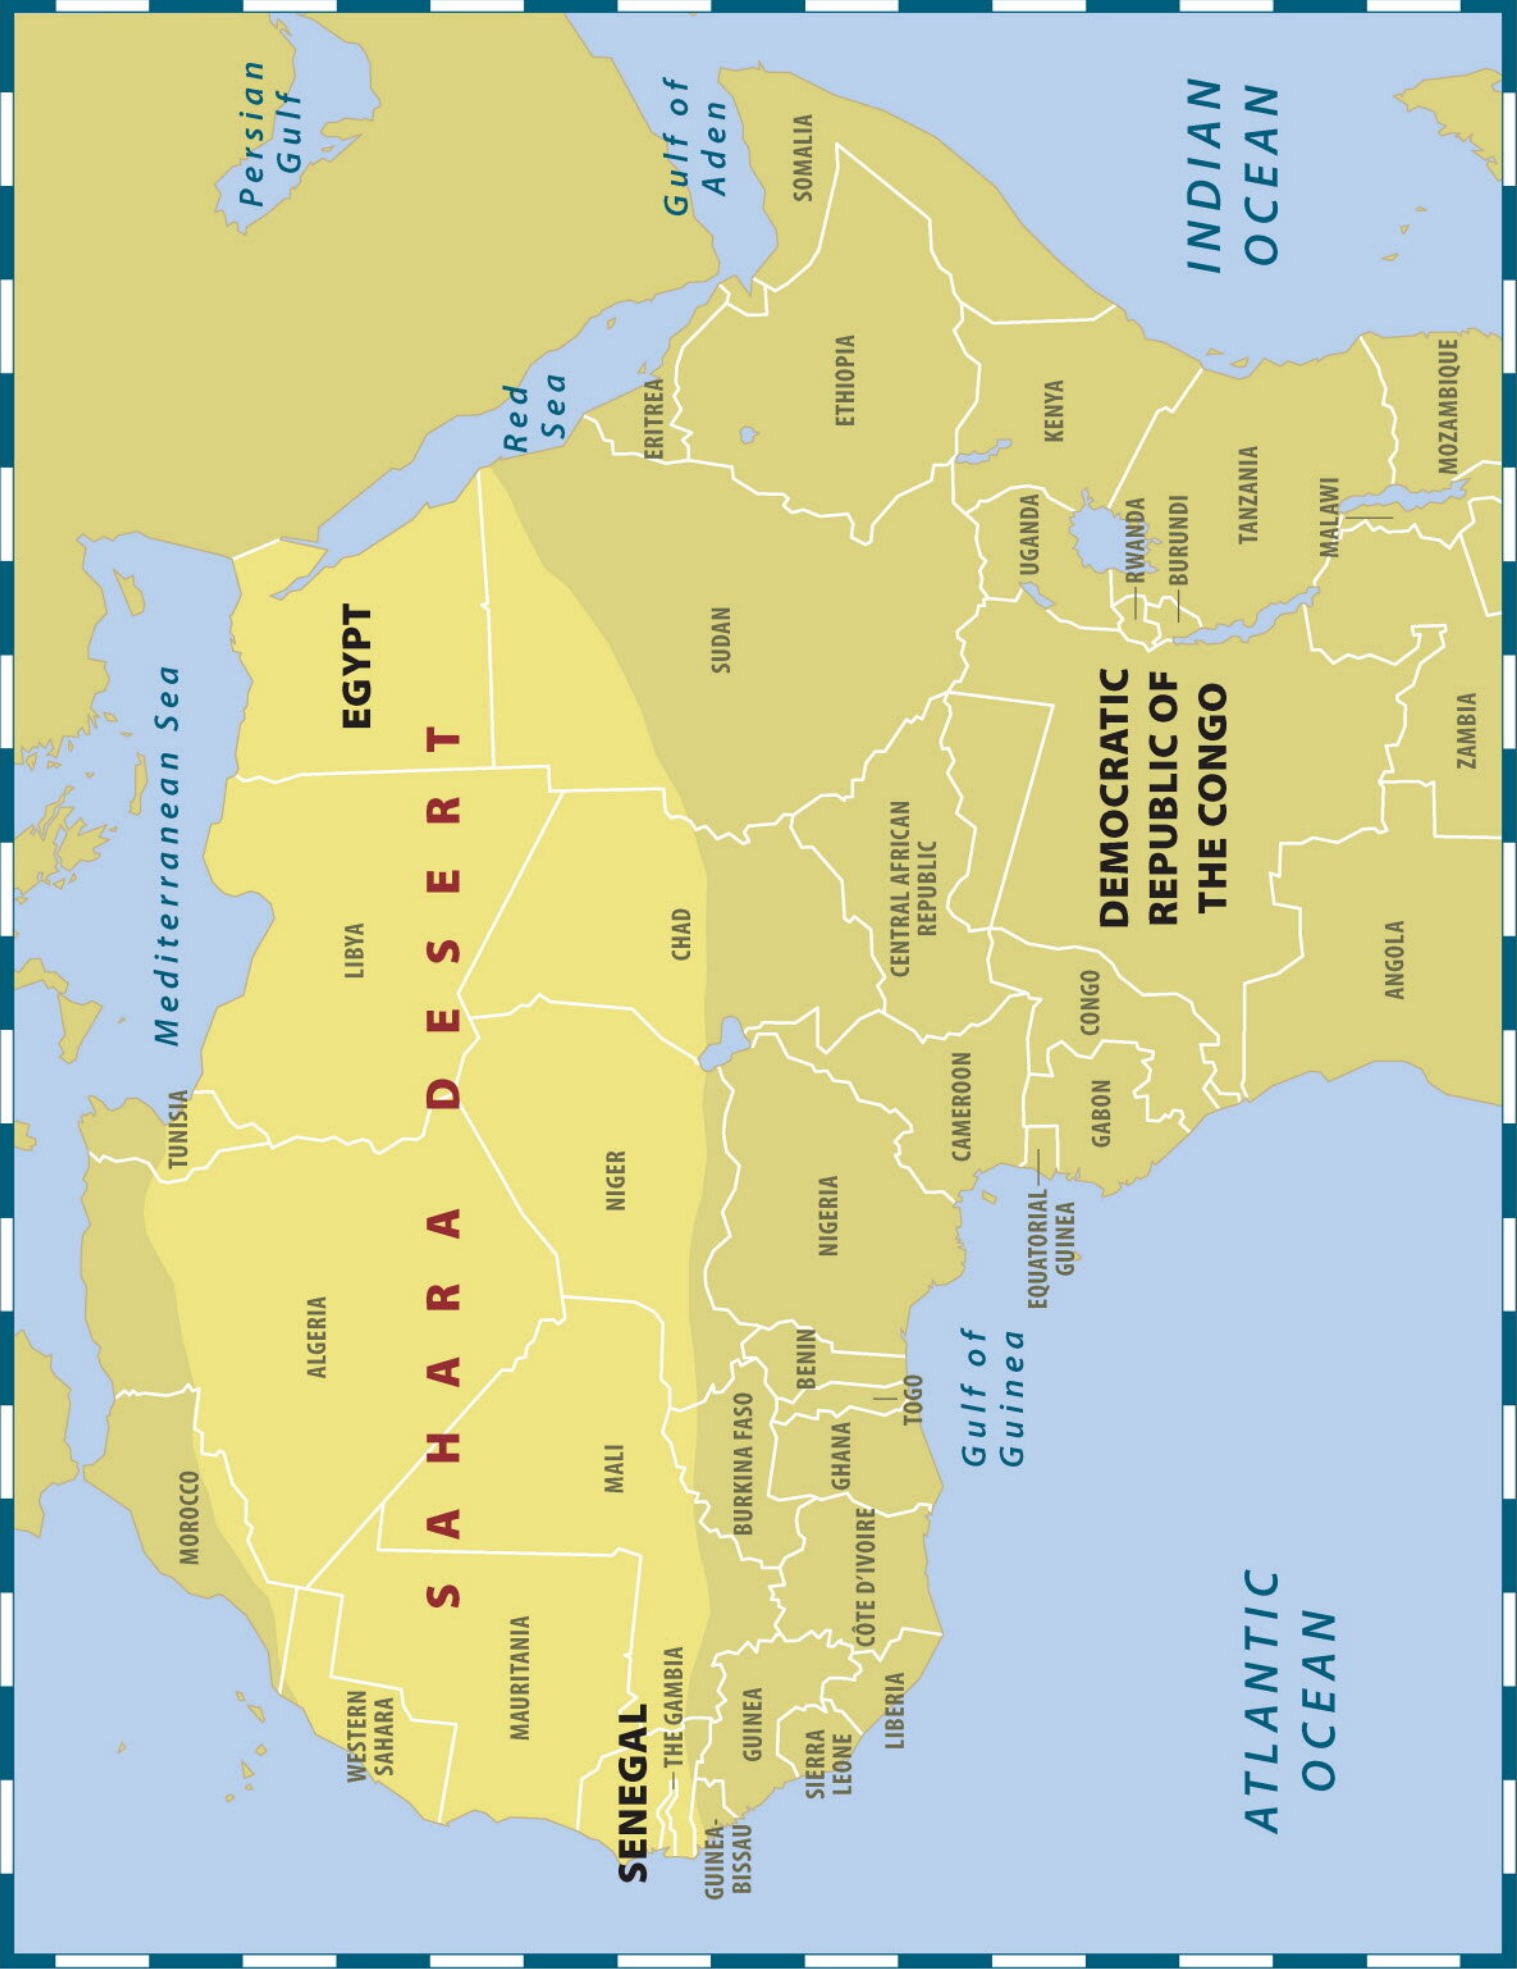 Persian
Gulf
Mediterranean Sea
TUNISIA
MOROCCO
ALGERIA
LIBYA
EGYPT
WESTERN
SAHARA
SAHARA DESERT
Red
Sea
MAURITANIA
MALI
NIGER
CHAD
SUDAN
ERITREA
Gulf of
Aden
SENEGAL
THE GAMBIA
GUINEA-
BISSAU
GUINEA
SIERRA
LEONE
LIBERIA
CÔTE D'IVOIRE
BURKINA FASO
GHANA
TOGO
BENIN
NIGERIA
CAMEROON
CENTRAL AFRICAN
REPUBLIC
ETHIOPIA
SOMALIA
Gulf of
Guinea
EQUATORIAL
GUINEA
GABON
CONGO
DEMOCRATIC
REPUBLIC OF
THE CONGO
UGANDA
KENYA
RWANDA
BURUNDI
TANZANIA
MALAWI
MOZAMBIQUE
ZAMBIA
ANGOLA
INDIAN
OCEAN
ATLANTIC
OCEAN